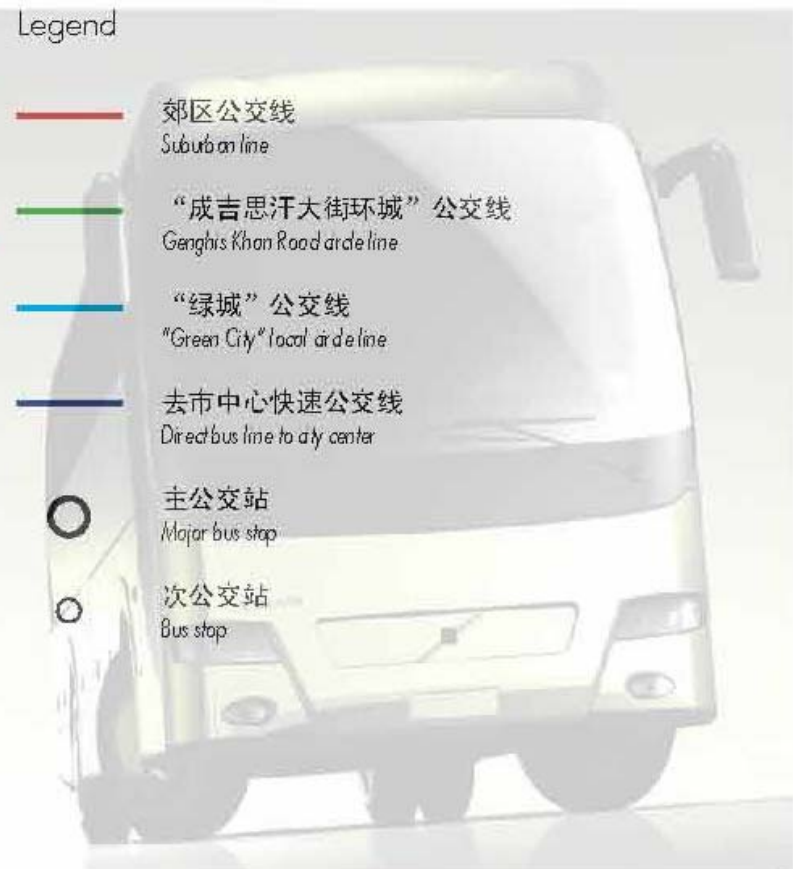 Legend
郊区公交线
Suburban line
“成吉思汗大街环城”公交线
Genghis Khan Road circle line
“绿城”公交线
"Green City" local circle line
去市中心快速公交线
Direct bus line to city center
主公交站
Major bus stop
次公交站
Bus stop